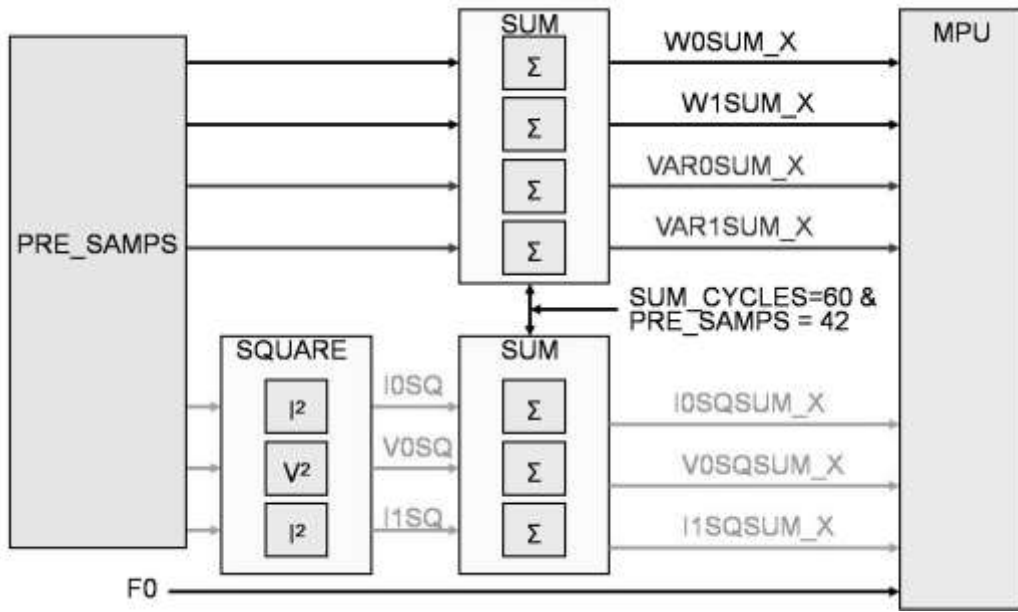 SUM
MPU
PRE_SAMPS
Σ
Σ
Σ
Σ
W0SUM_X
W1SUM_X
VAR0SUM_X
VAR1SUM_X
SUM_CYCLES=60 &
PRE_SAMPS = 42
SQUARE
I²
V²
I²
I0SQ
V0SQ
I1SQ
SUM
Σ
Σ
Σ
I0SQSUM_X
V0SQSUM_X
I1SQSUM_X
F0